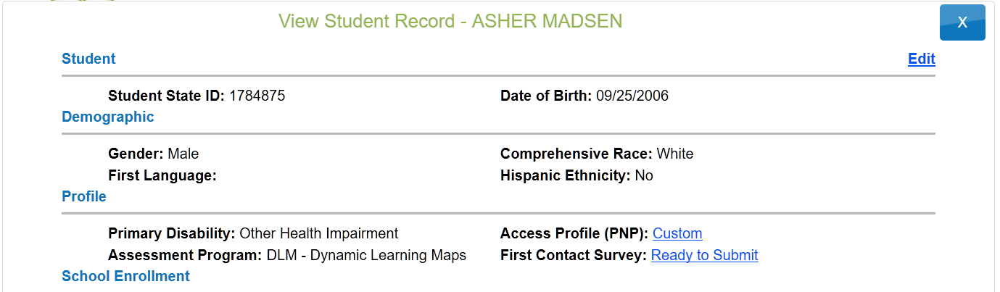 View Student Record - ASHER MADSEN
X
Student
Edit
Student State ID: 1784875
Date of Birth: 09/25/2006
Demographic
Gender: Male
Comprehensive Race: White
First Language:
Hispanic Ethnicity: No
Profile
Primary Disability: Other Health Impairment
Access Profile (PNP): Custom
Assessment Program: DLM - Dynamic Learning Maps
First Contact Survey: Ready to Submit
School Enrollment